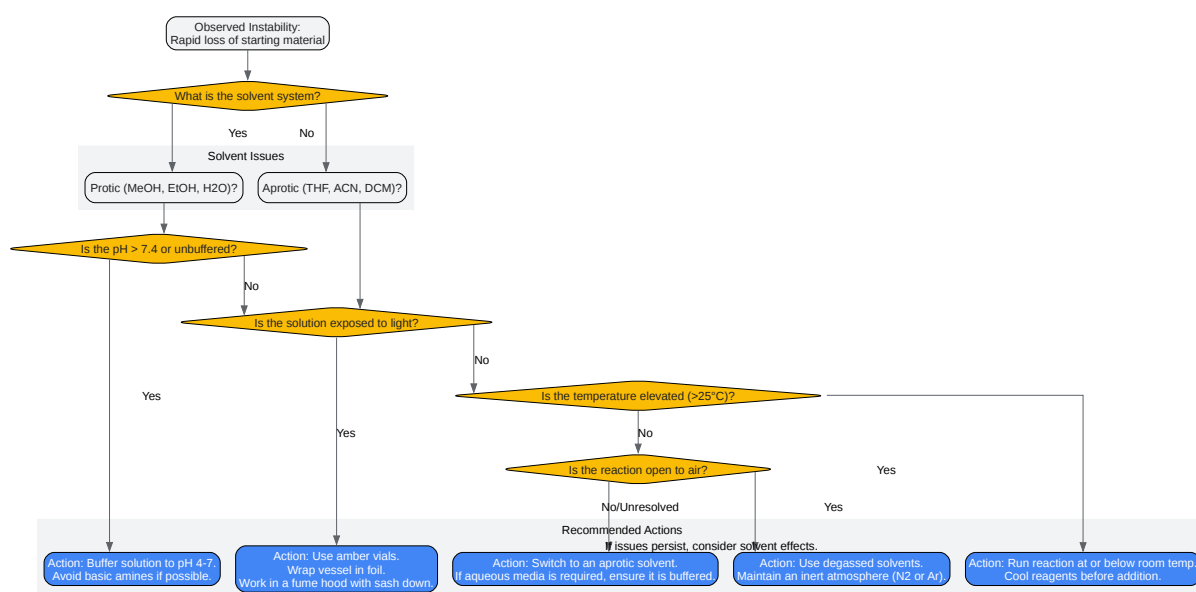 Observed Instability:
Rapid loss of starting material
What is the solvent system?
Yes
No
Solvent Issues
Protic (MeOH, EtOH, H2O)?
Aprotic (THF, ACN, DCM)?
Is the pH > 7.4 or unbuffered?
No
Is the solution exposed to light?
No
Yes
Is the temperature elevated (>25°C)?
Yes
No
Is the reaction open to air?
Yes
No/Unresolved
Yes
Recommended Actions
If issues persist, consider solvent effects.
Action: Buffer solution to pH 4-7.
Avoid basic amines if possible.
Action: Use amber vials.
Wrap vessel in foil.
Work in a fume hood with sash down.
Action: Switch to an aprotic solvent.
If aqueous media is required, ensure it is buffered.
Action: Use degassed solvents.
Maintain an inert atmosphere (N2 or Ar).
Action: Run reaction at or below room temp.
Cool reagents before addition.